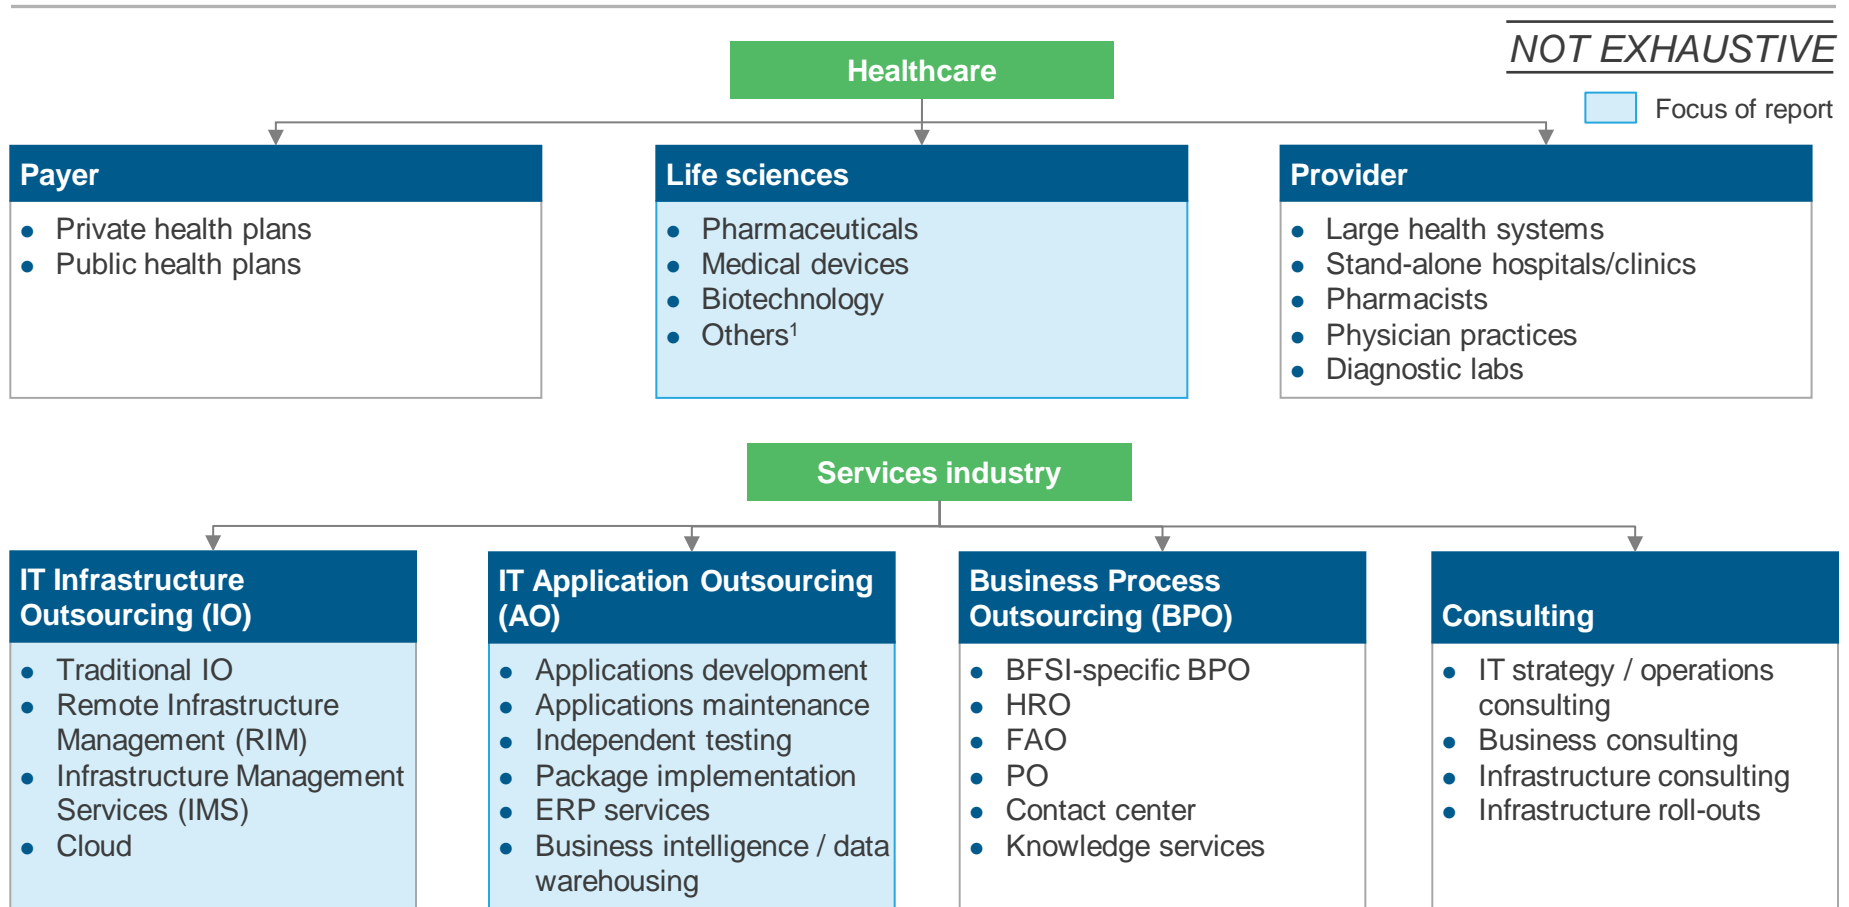 NOT EXHAUSTIVE
Healthcare
Focus of report
Payer
● Private health plans
● Public health plans
Life sciences
● Pharmaceuticals
● Medical devices
● Biotechnology
● Others¹
Provider
● Large health systems
● Stand-alone hospitals/clinics
● Pharmacists
● Physician practices
● Diagnostic labs
Services industry
IT Infrastructure
Outsourcing (IO)
● Traditional IO
● Remote Infrastructure
Management (RIM)
● Infrastructure Management
Services (IMS)
● Cloud
IT Application Outsourcing
(AO)
● Applications development
● Applications maintenance
● Independent testing
● Package implementation
● ERP services
● Business intelligence / data
warehousing
Business Process
Outsourcing (BPO)
● BFSI-specific BPO
● HRO
● FAO
● PO
● Contact center
● Knowledge services
Consulting
● IT strategy / operations
consulting
● Business consulting
● Infrastructure consulting
● Infrastructure roll-outs